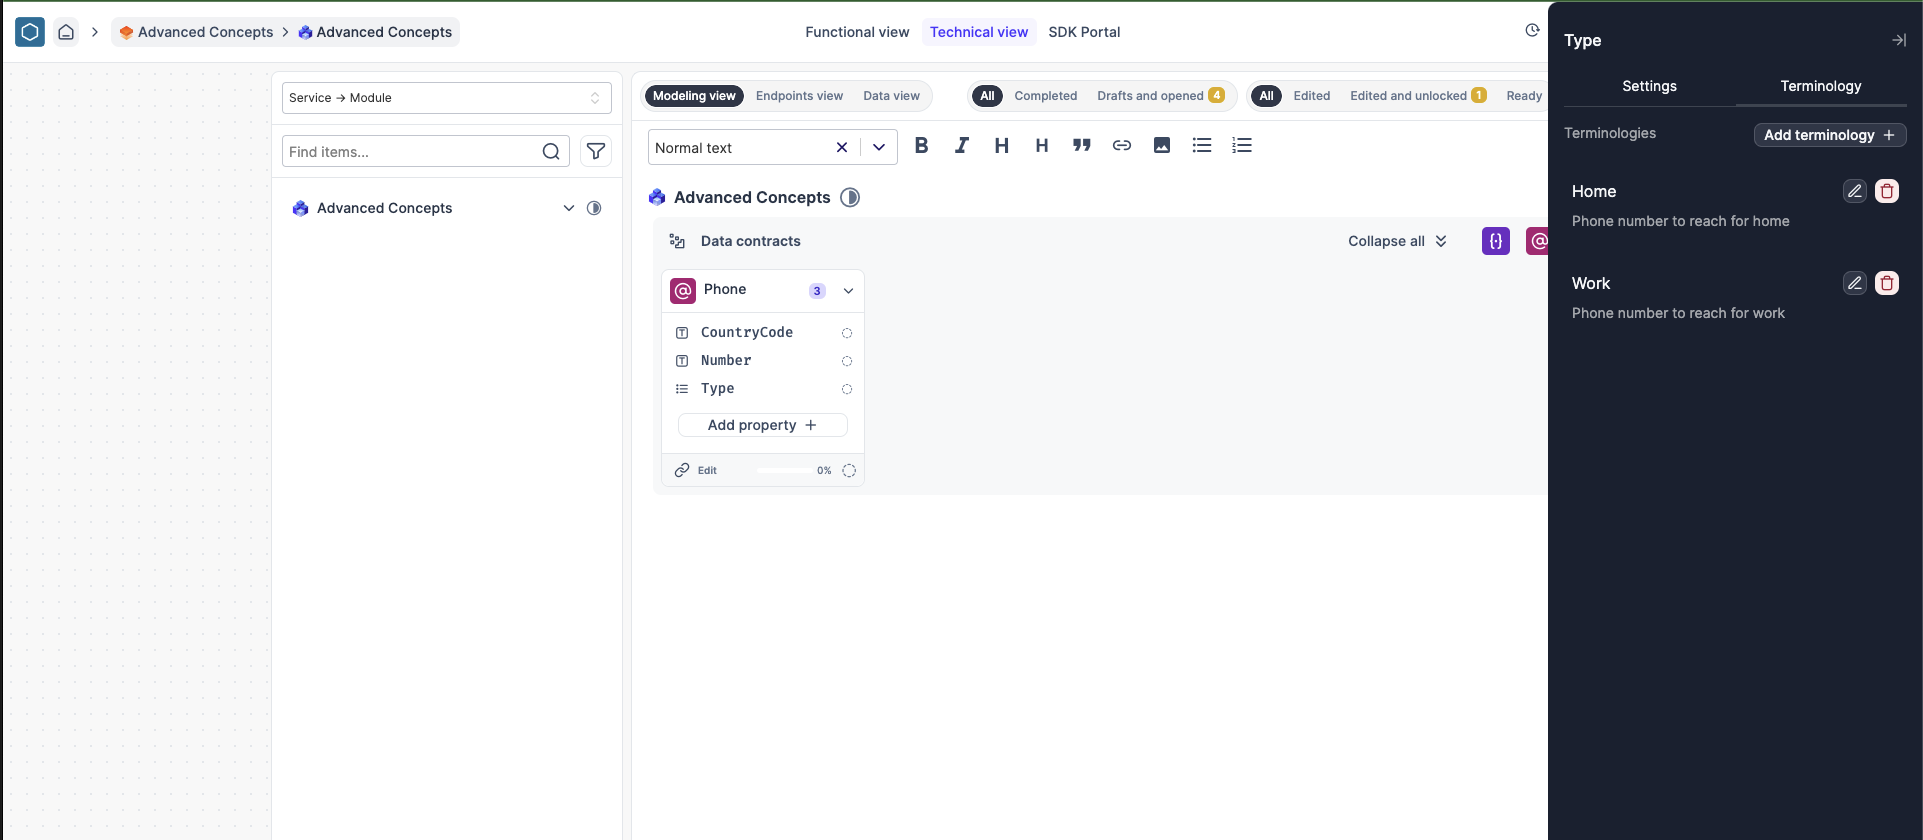 Advanced Concepts
Advanced Concepts
Functional view
Technical view
SDK Portal
Service → Module
Find items...
Advanced Concepts
Modeling view
Endpoints view
Data view
All
Completed
Drafts and opened 4
All
Edited
Edited and unlocked 1
Ready
Normal text
B I H H
Advanced Concepts
Data contracts
Collapse all
Phone 3
CountryCode
Number
Type
Add property +
Edit 0%
Type
Settings
Terminology
Terminologies
Add terminology +
Home
Phone number to reach for home
Work
Phone number to reach for work